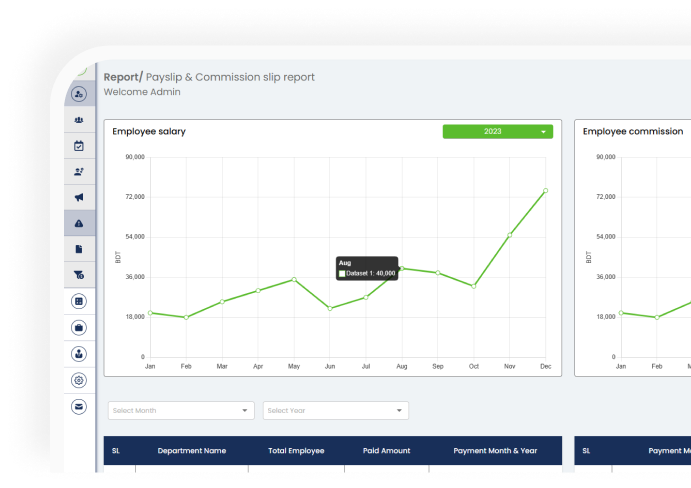 Report/ Payslip & Commission slip report
Welcome Admin
Employee salary
2023
90,000
72,000
54,000
36,000
18,000
0
BDT
Aug
Dataset 1: 40,000
Jan Feb Mar Apr May Jun Jul Aug Sep Oct Nov Dec
Employee commission
90,000
72,000
54,000
36,000
18,000
0
BDT
Jan Feb
Select Month
Select Year
SL Department Name Total Employee Paid Amount Payment Month & Year
SL Payment